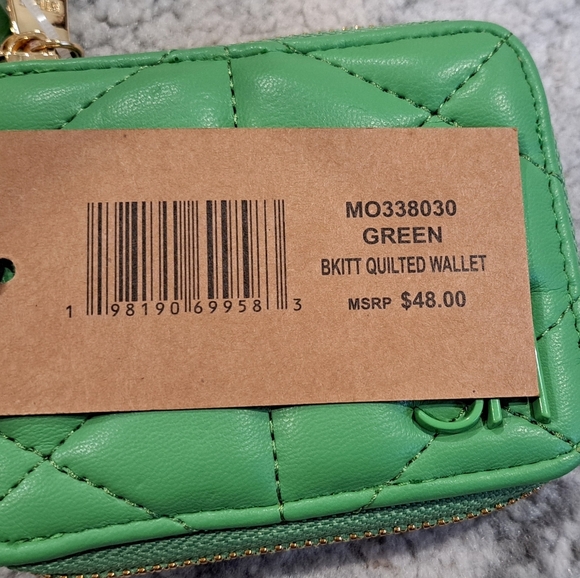 MO338030
GREEN
BKITT QUILTED WALLET
MSRP $48.00
1 98190 69958 3